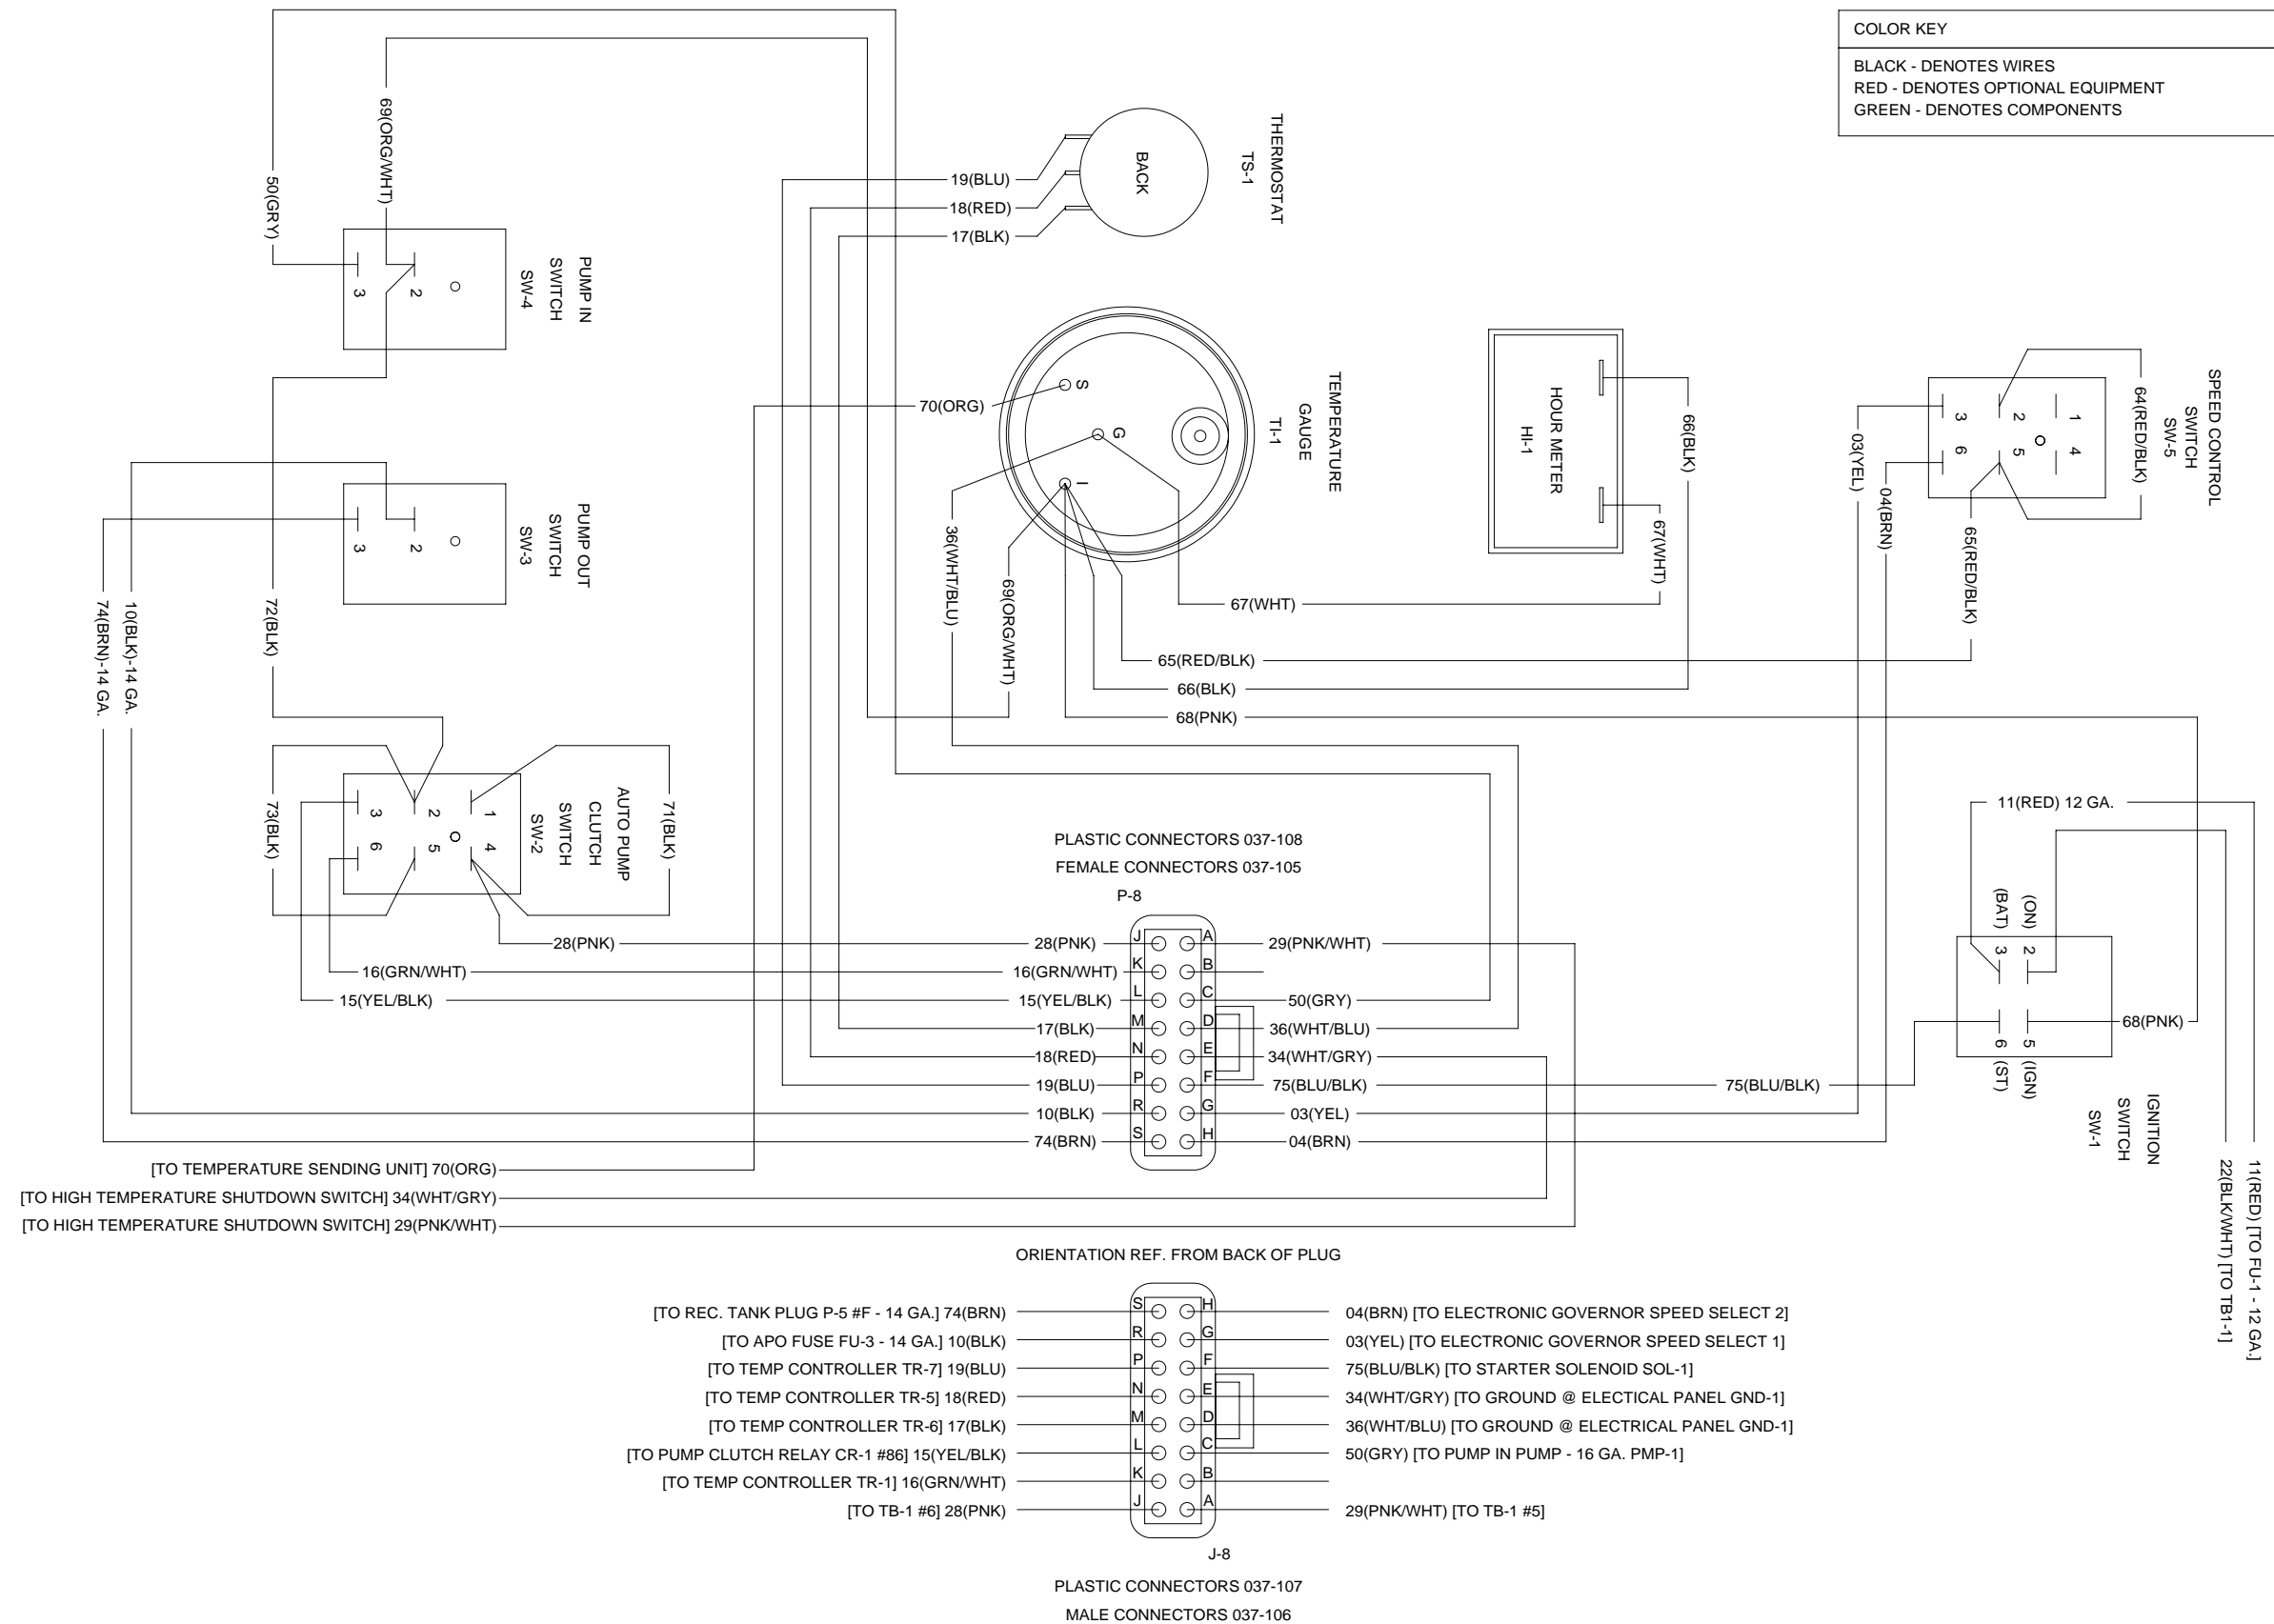 COLOR KEY
BLACK - DENOTES WIRES
RED - DENOTES OPTIONAL EQUIPMENT
GREEN - DENOTES COMPONENTS
50(GRY)
69(ORG/WHT)
PUMP IN
SWITCH
SW-4
3
2
THERMOSTAT
TS-1
BACK
19(BLU)
18(RED)
17(BLK)
TEMPERATURE
GAUGE
TI-1
S
G
I
70(ORG)
36(WHT/BLU)
69(ORG/WHT)
HOUR METER
HI-1
66(BLK)
67(WHT)
67(WHT)
65(RED/BLK)
66(BLK)
68(PNK)
SPEED CONTROL
SWITCH
SW-5
1
2
3
4
5
6
64(RED/BLK)
03(YEL)
04(BRN)
65(RED/BLK)
PUMP OUT
SWITCH
SW-3
3
2
74(BRN)-14 GA.
10(BLK)-14 GA.
72(BLK)
AUTO PUMP
CLUTCH
SWITCH
SW-2
1
2
3
4
5
6
71(BLK)
73(BLK)
11(RED) 12 GA.
(BAT)
(ON)
3
2
6
5
(ST)
(IGN)
68(PNK)
IGNITION
SWITCH
SW-1
11(RED) [TO FU-1 - 12 GA.]
22(BLK/WHT) [TO TB1-1]
PLASTIC CONNECTORS 037-108
FEMALE CONNECTORS 037-105
P-8
28(PNK) 28(PNK) J A 29(PNK/WHT)
16(GRN/WHT) 16(GRN/WHT) K B
15(YEL/BLK) 15(YEL/BLK) L C 50(GRY)
17(BLK) M D 36(WHT/BLU)
18(RED) N E 34(WHT/GRY)
19(BLU) P F 75(BLU/BLK) 75(BLU/BLK)
10(BLK) R G 03(YEL)
74(BRN) S H 04(BRN)
[TO TEMPERATURE SENDING UNIT] 70(ORG)
[TO HIGH TEMPERATURE SHUTDOWN SWITCH] 34(WHT/GRY)
[TO HIGH TEMPERATURE SHUTDOWN SWITCH] 29(PNK/WHT)
ORIENTATION REF. FROM BACK OF PLUG
[TO REC. TANK PLUG P-5 #F - 14 GA.] 74(BRN) S H 04(BRN) [TO ELECTRONIC GOVERNOR SPEED SELECT 2]
[TO APO FUSE FU-3 - 14 GA.] 10(BLK) R G 03(YEL) [TO ELECTRONIC GOVERNOR SPEED SELECT 1]
[TO TEMP CONTROLLER TR-7] 19(BLU) P F 75(BLU/BLK) [TO STARTER SOLENOID SOL-1]
[TO TEMP CONTROLLER TR-5] 18(RED) N E 34(WHT/GRY) [TO GROUND @ ELECTICAL PANEL GND-1]
[TO TEMP CONTROLLER TR-6] 17(BLK) M D 36(WHT/BLU) [TO GROUND @ ELECTRICAL PANEL GND-1]
[TO PUMP CLUTCH RELAY CR-1 #86] 15(YEL/BLK) L C 50(GRY) [TO PUMP IN PUMP - 16 GA. PMP-1]
[TO TEMP CONTROLLER TR-1] 16(GRN/WHT) K B
[TO TB-1 #6] 28(PNK) J A 29(PNK/WHT) [TO TB-1 #5]
J-8
PLASTIC CONNECTORS 037-107
MALE CONNECTORS 037-106